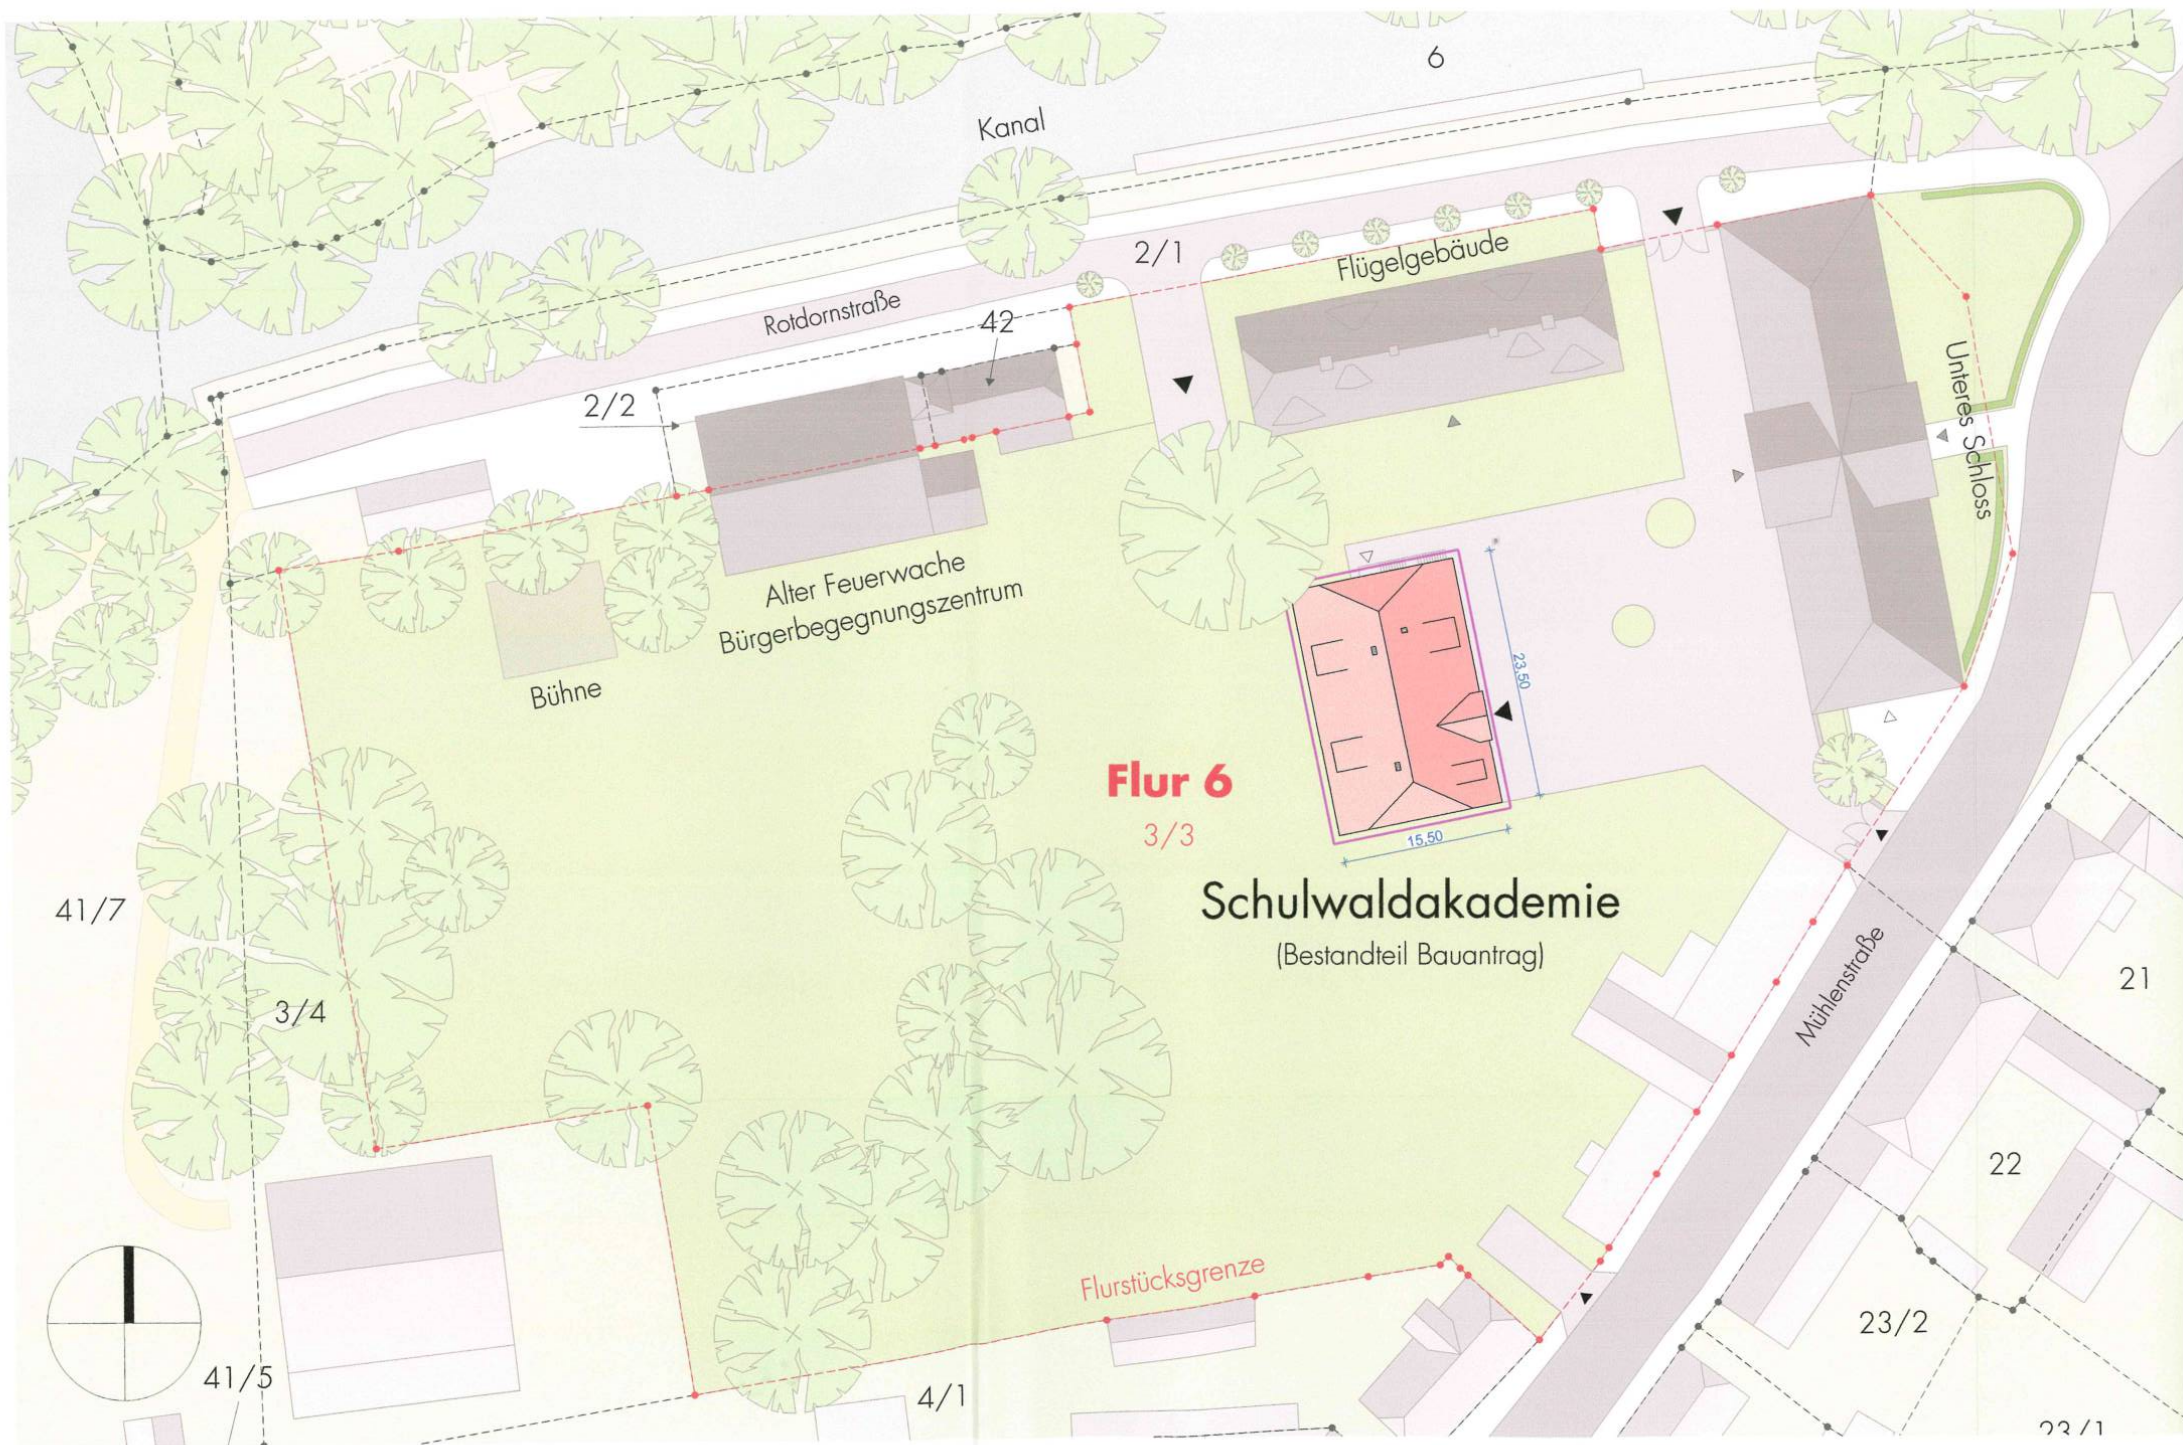 6
Kanal
2/1
Flügelgebäude
Rotdornstraße
42
2/2
Unteres Schloss
Alter Feuerwache
Bürgerbegegnungszentrum
Bühne
23,50
Flur 6
3/3
15,50
Schulwaldakademie
(Bestandteil Bauantrag)
41/7
3/4
Mühlenstraße
21
22
Flurstücksgrenze
23/2
41/5
4/1
23/1